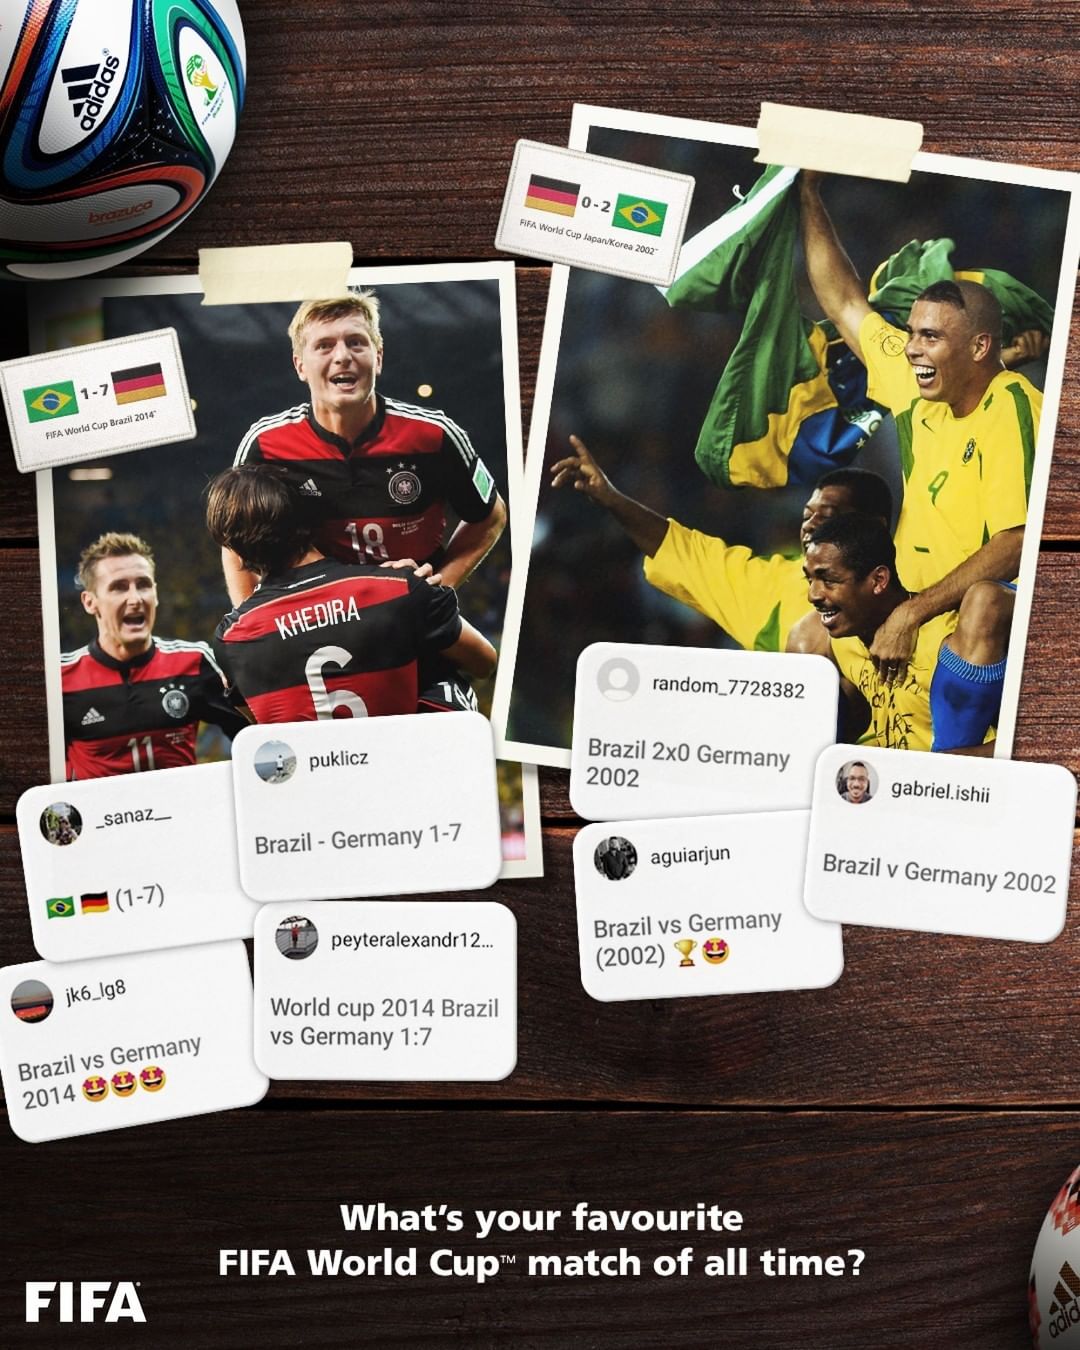 adidas
brazuca
0-2
FIFA World Cup Japan/Korea 2002™
1-7
FIFA World Cup Brazil 2014™
adidas
18
KHEDIRA
6
11
9
random_7728382
Brazil 2x0 Germany
2002
puklicz
Brazil - Germany 1-7
_sanaz__
🇧🇷 🇩🇪 (1-7)
gabriel.ishii
Brazil v Germany 2002
aguiarjun
Brazil vs Germany
(2002) 🏆🤩
peyteralexandr12...
World cup 2014 Brazil
vs Germany 1:7
jk6_lg8
Brazil vs Germany
2014 🤩🤩🤩
What's your favourite
FIFA World Cup™ match of all time?
FIFA